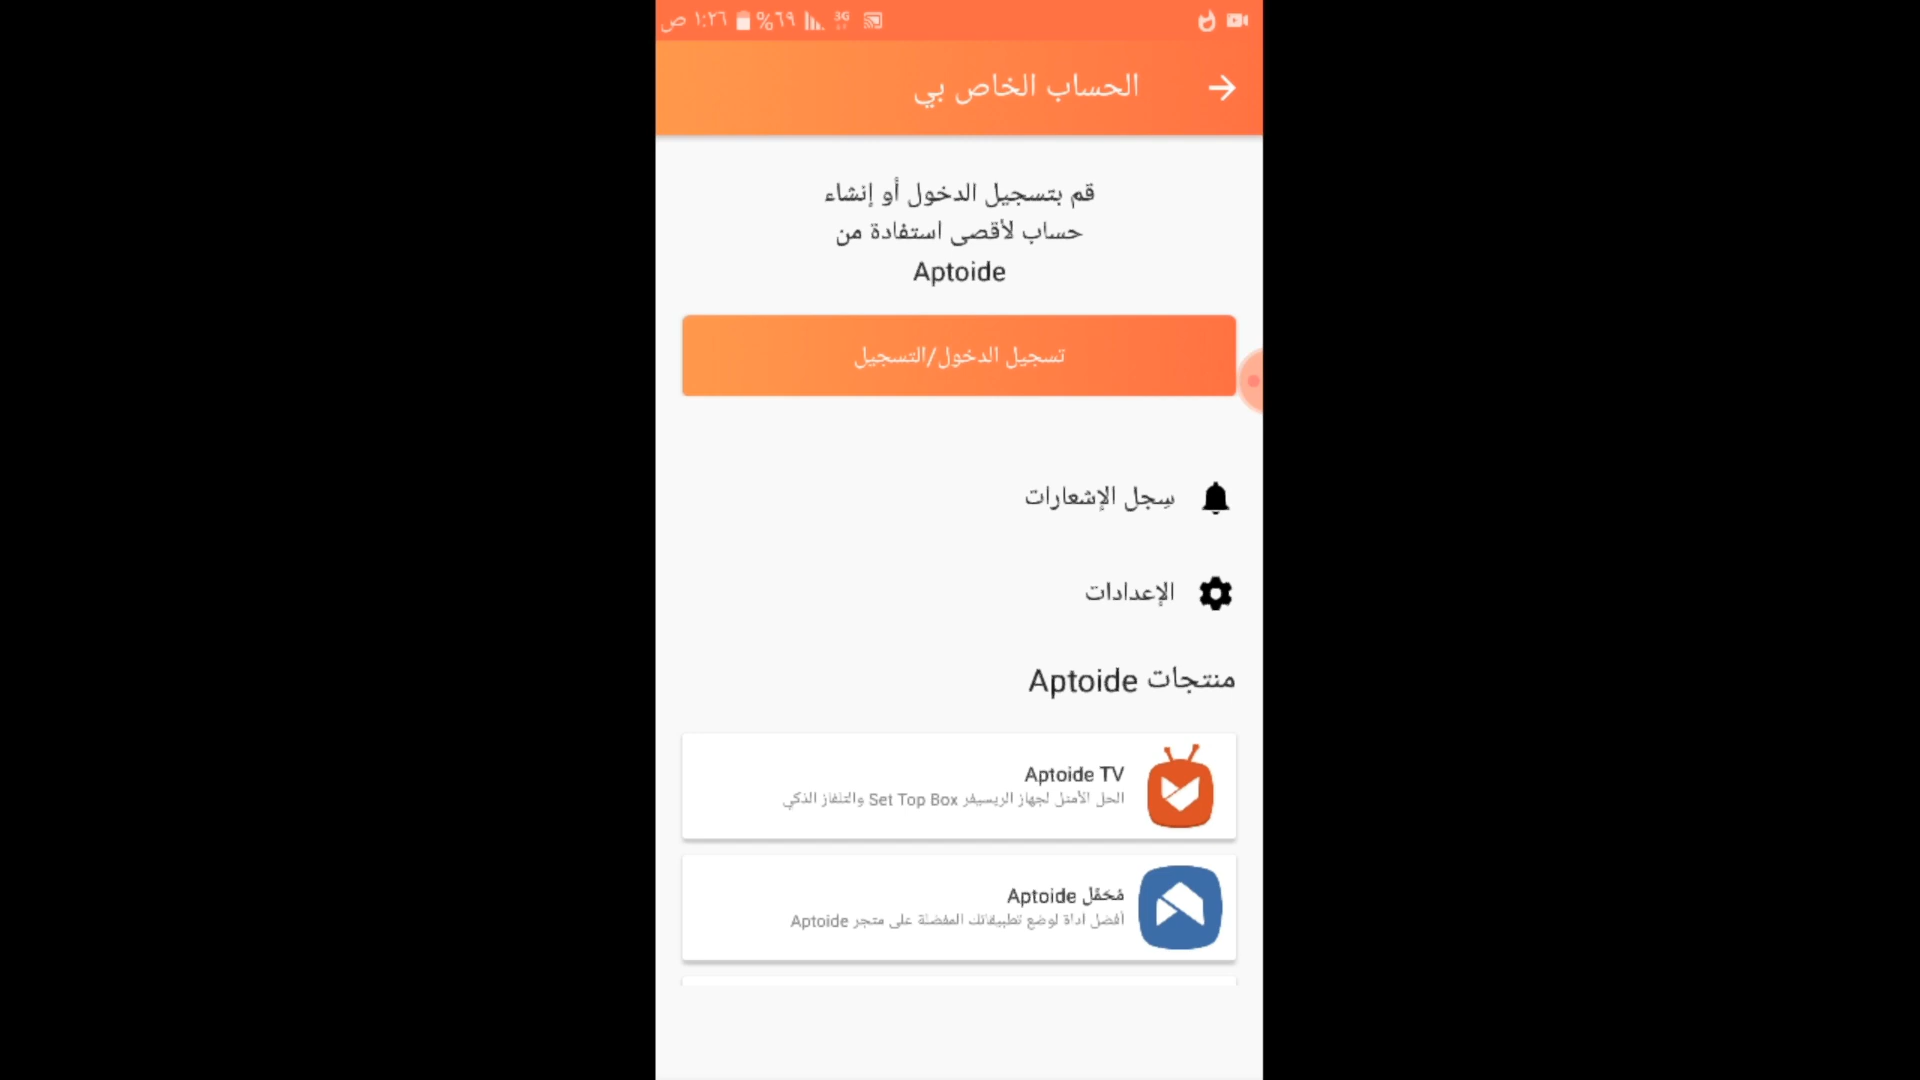 ١:٢٦ ص ٦٩% 3G
الحساب الخاص بي
قم بتسجيل الدخول أو إنشاء
حساب لأقصى استفادة من
Aptoide
تسجيل الدخول/التسجيل
سِجل الإشعارات
الإعدادات
منتجات Aptoide
Aptoide TV
الحل الأمثل لجهاز الريسيفر Set Top Box والتلفاز الذكي
مُحَمِّل Aptoide
أفضل اداة لوضع تطبيقاتك المفضلة على متجر Aptoide